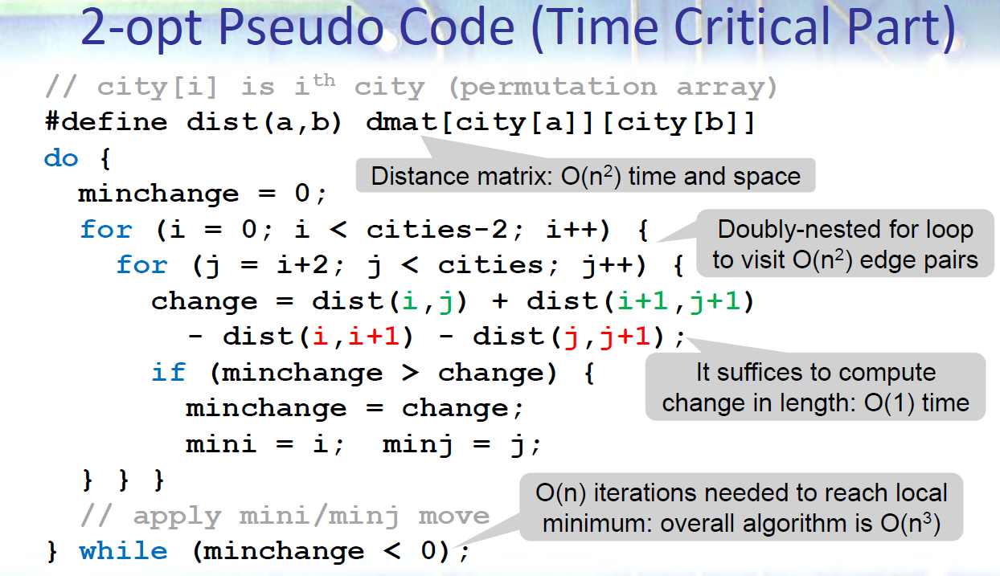 2-opt Pseudo Code (Time Critical Part)
// city[i] is iᵗʰ city (permutation array)
#define dist(a,b) dmat[city[a]][city[b]]
do {
Distance matrix: O(n²) time and space
minchange = 0;
for (i = 0; i < cities-2; i++) {
Doubly-nested for loop
to visit O(n²) edge pairs
for (j = i+2; j < cities; j++) {
change = dist(i,j) + dist(i+1,j+1)
- dist(i,i+1) - dist(j,j+1);
if (minchange > change) {
It suffices to compute
change in length: O(1) time
minchange = change;
mini = i; minj = j;
} } }
O(n) iterations needed to reach local
minimum: overall algorithm is O(n³)
// apply mini/minj move
} while (minchange < 0);